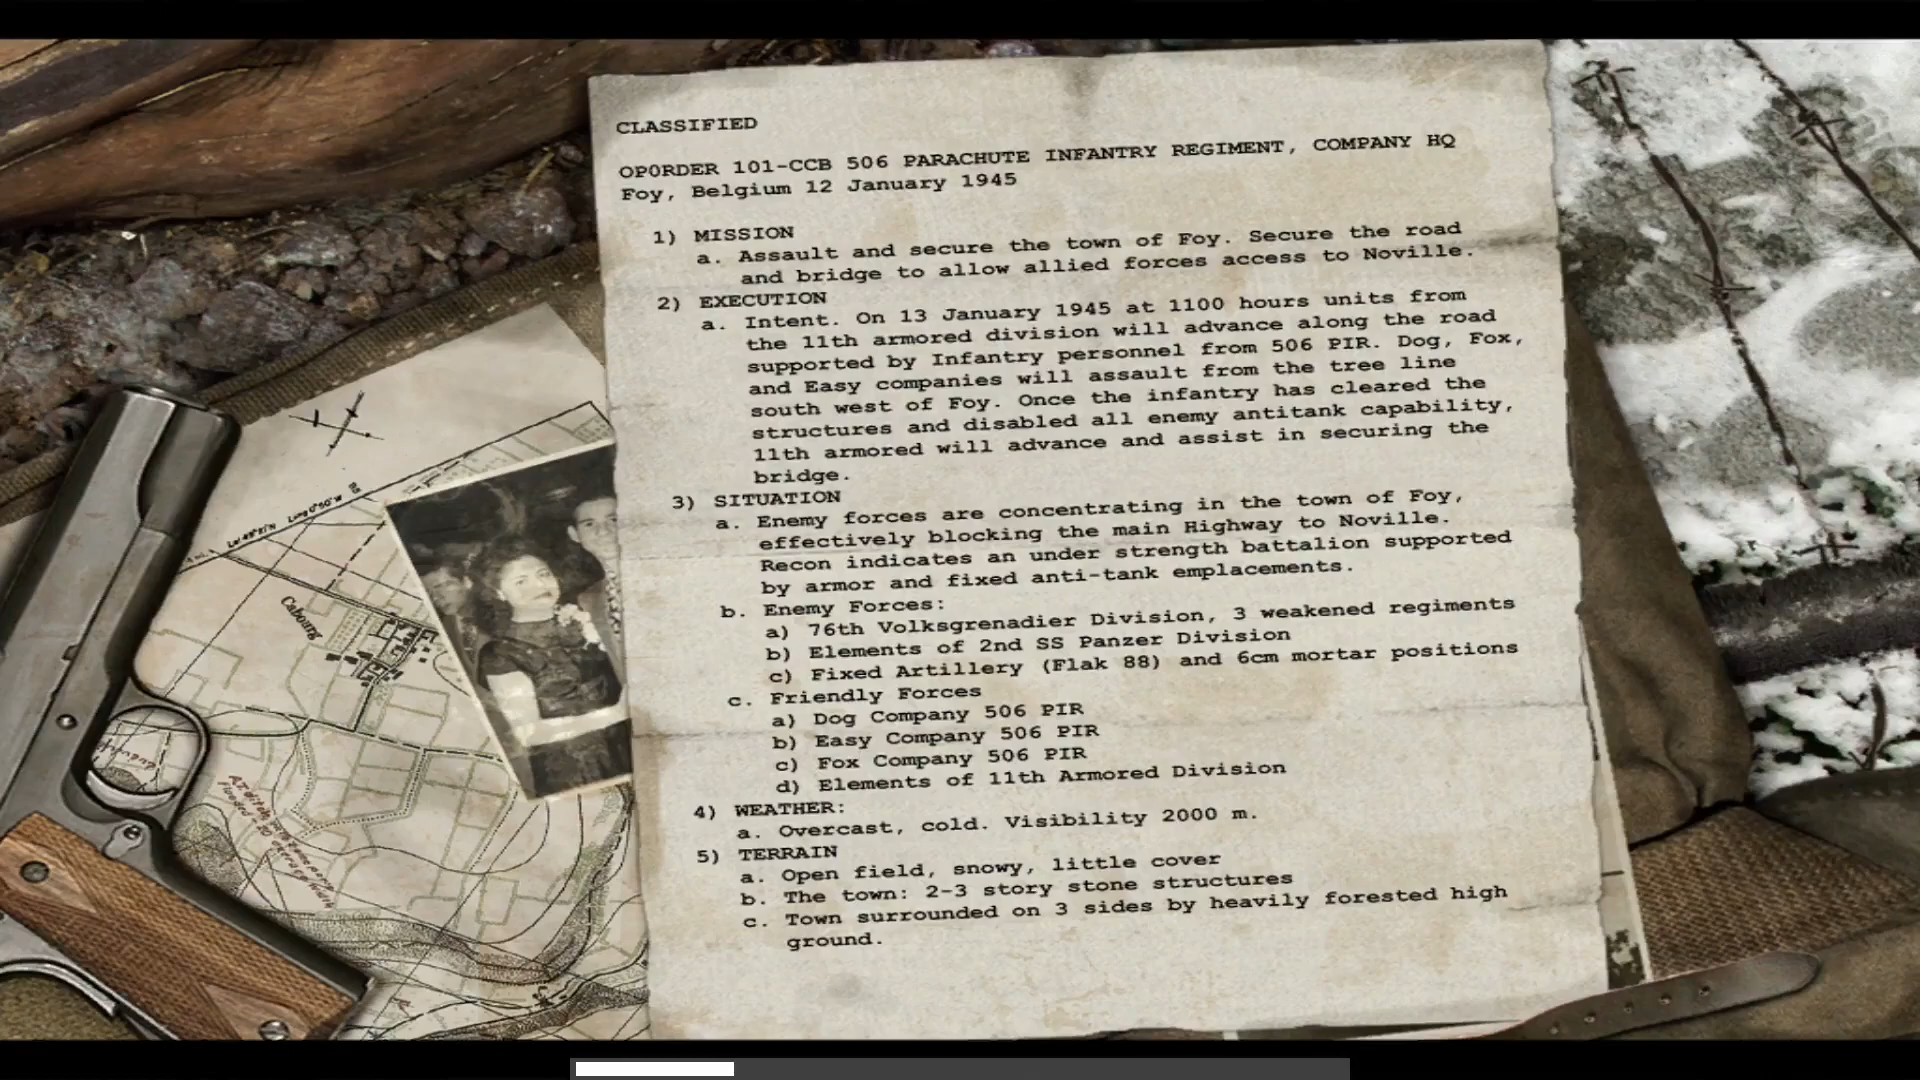 CLASSIFIED
OPORDER 101-CCB 506 PARACHUTE INFANTRY REGIMENT, COMPANY HQ
Foy, Belgium 12 January 1945
1) MISSION
a. Assault and secure the town of Foy. Secure the road
and bridge to allow allied forces access to Noville.
2) EXECUTION
a. Intent. On 13 January 1945 at 1100 hours units from
the 11th armored division will advance along the road
supported by Infantry personnel from 506 PIR. Dog, Fox,
and Easy companies will assault from the tree line
south west of Foy. Once the infantry has cleared the
structures and disabled all enemy antitank capability,
11th armored will advance and assist in securing the
bridge.
3) SITUATION
a. Enemy forces are concentrating in the town of Foy,
effectively blocking the main Highway to Noville.
Recon indicates an under strength battalion supported
by armor and fixed anti-tank emplacements.
b. Enemy Forces:
a) 76th Volksgrenadier Division, 3 weakened regiments
b) Elements of 2nd SS Panzer Division
c) Fixed Artillery (Flak 88) and 6cm mortar positions
c. Friendly Forces
a) Dog Company 506 PIR
b) Easy Company 506 PIR
c) Fox Company 506 PIR
d) Elements of 11th Armored Division
4) WEATHER:
a. Overcast, cold. Visibility 2000 m.
5) TERRAIN
a. Open field, snowy, little cover
b. The town: 2-3 story stone structures
c. Town surrounded on 3 sides by heavily forested high
ground.
Cabourg